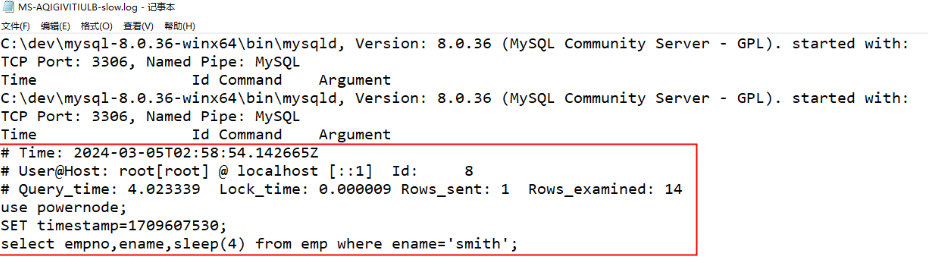 MS-AQIGIVITIULB-slow.log - 记事本
文件(F) 编辑(E) 格式(O) 查看(V) 帮助(H)
C:\dev\mysql-8.0.36-winx64\bin\mysqld, Version: 8.0.36 (MySQL Community Server - GPL). started with:
TCP Port: 3306, Named Pipe: MySQL
Time                 Id Command    Argument
C:\dev\mysql-8.0.36-winx64\bin\mysqld, Version: 8.0.36 (MySQL Community Server - GPL). started with:
TCP Port: 3306, Named Pipe: MySQL
Time                 Id Command    Argument
# Time: 2024-03-05T02:58:54.142665Z
# User@Host: root[root] @ localhost [::1]  Id:     8
# Query_time: 4.023339  Lock_time: 0.000009 Rows_sent: 1  Rows_examined: 14
use powernode;
SET timestamp=1709607530;
select empno,ename,sleep(4) from emp where ename='smith';